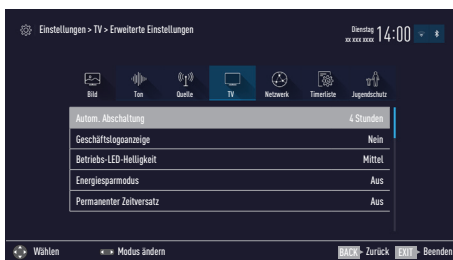 Einstellungen > TV > Erweiterte Einstellungen
Dienstag
xx xxx xxxx
14:00
Bild Ton Quelle TV Netzwerk Timerliste Jugendschutz
Autom. Abschaltung 4 Stunden
Geschäftslogoanzeige Nein
Betriebs-LED-Helligkeit Mittel
Energiesparmodus Aus
Permanenter Zeitversatz Aus
Wählen Modus ändern BACK Zurück EXIT Beenden